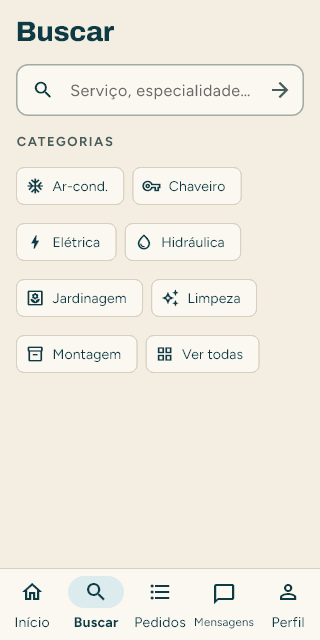 Buscar
Serviço, especialidade...
CATEGORIAS
Ar-cond. Chaveiro
Elétrica Hidráulica
Jardinagem Limpeza
Montagem Ver todas
Início Buscar Pedidos Mensagens Perfil